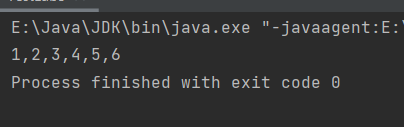 E:\Java\JDK\bin\java.exe "-javaagent:E:\
1,2,3,4,5,6
Process finished with exit code 0